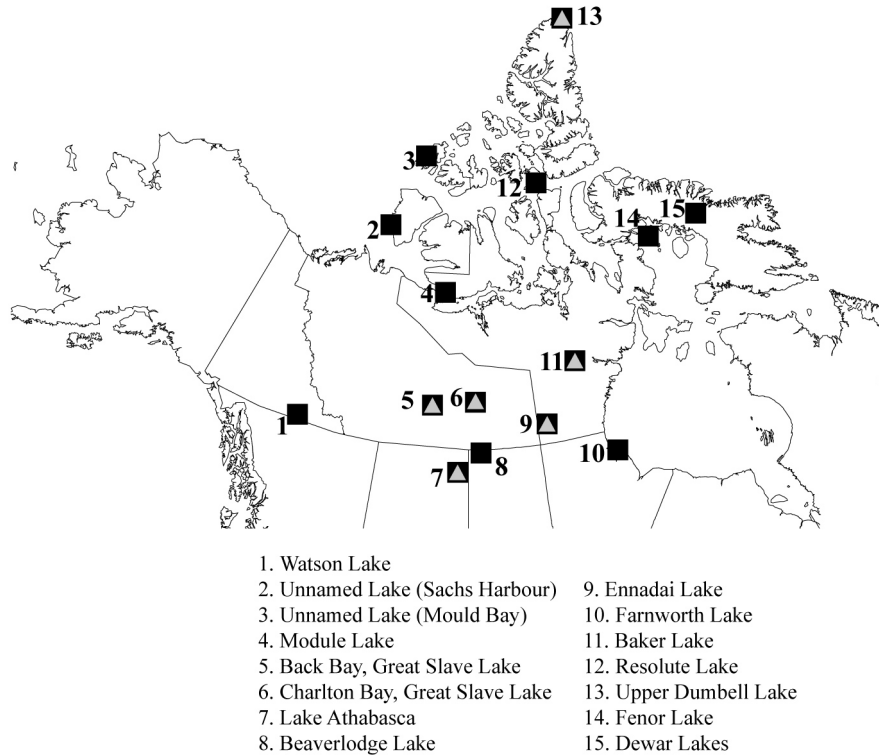 13
3
12
2
14
15
4
11
5
6
9
1
10
7
8
1. Watson Lake
2. Unnamed Lake (Sachs Harbour)
3. Unnamed Lake (Mould Bay)
4. Module Lake
5. Back Bay, Great Slave Lake
6. Charlton Bay, Great Slave Lake
7. Lake Athabasca
8. Beaverlodge Lake
9. Ennadai Lake
10. Farnworth Lake
11. Baker Lake
12. Resolute Lake
13. Upper Dumbell Lake
14. Fenor Lake
15. Dewar Lakes